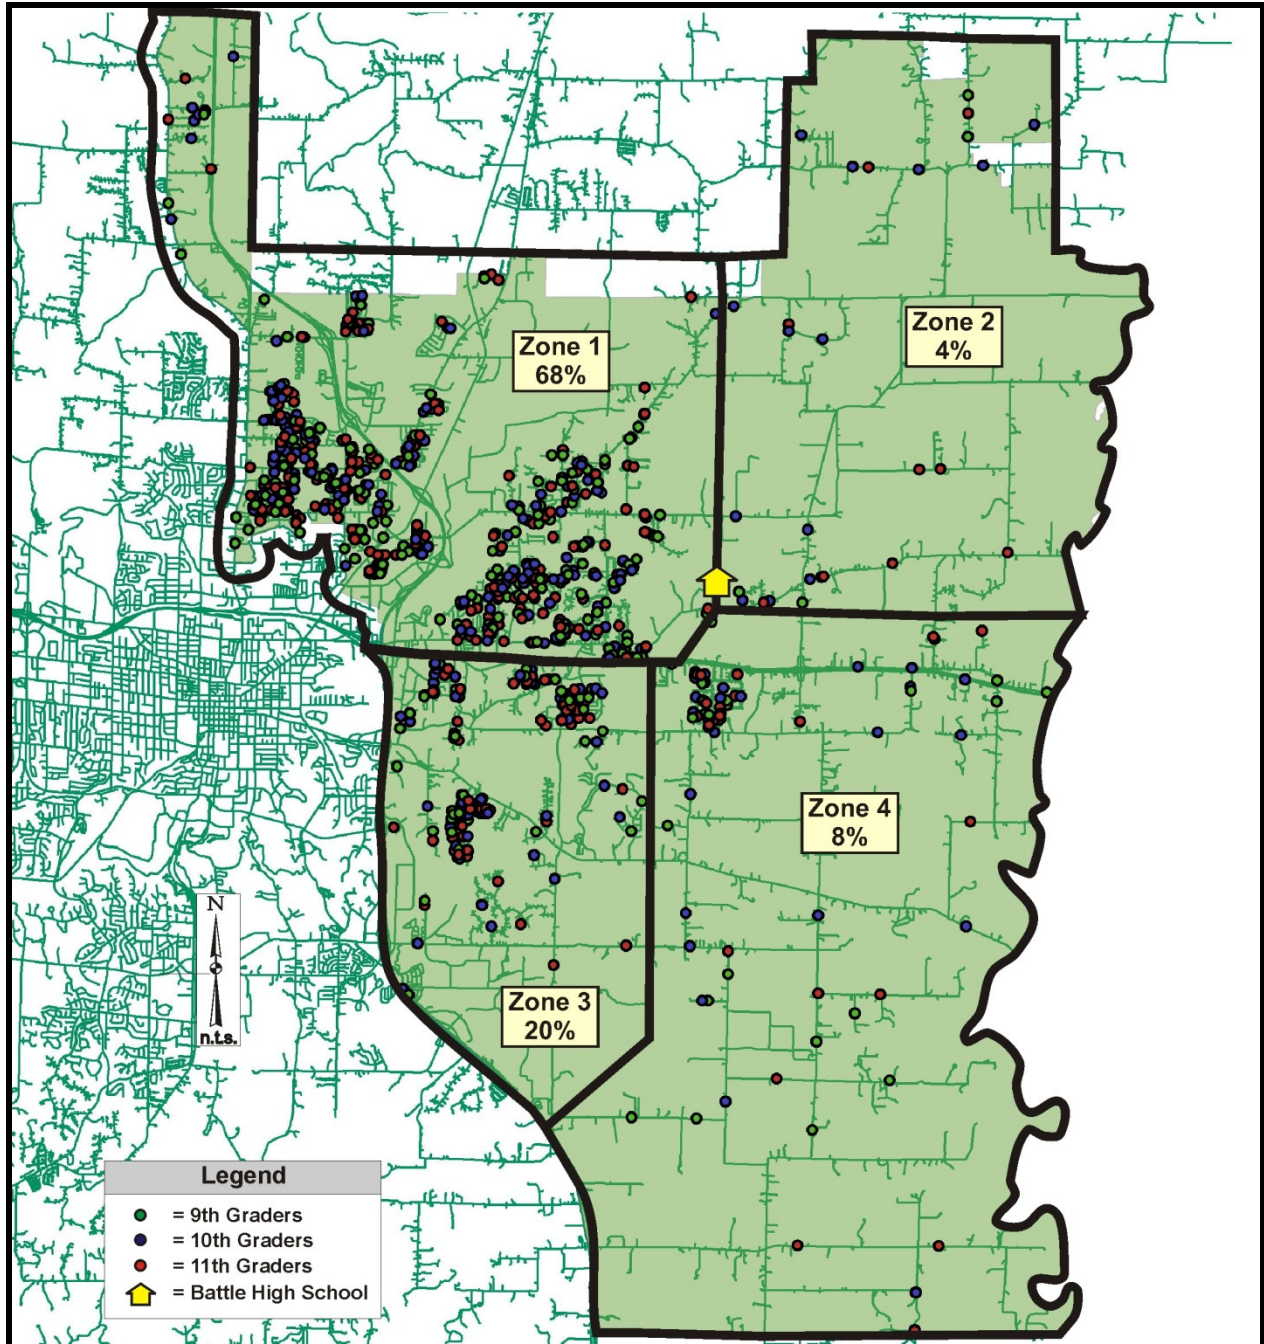 Zone 1
68%
Zone 2
4%
Zone 4
8%
Zone 3
20%
N
n.t.s.
Legend
= 9th Graders
= 10th Graders
= 11th Graders
= Battle High School